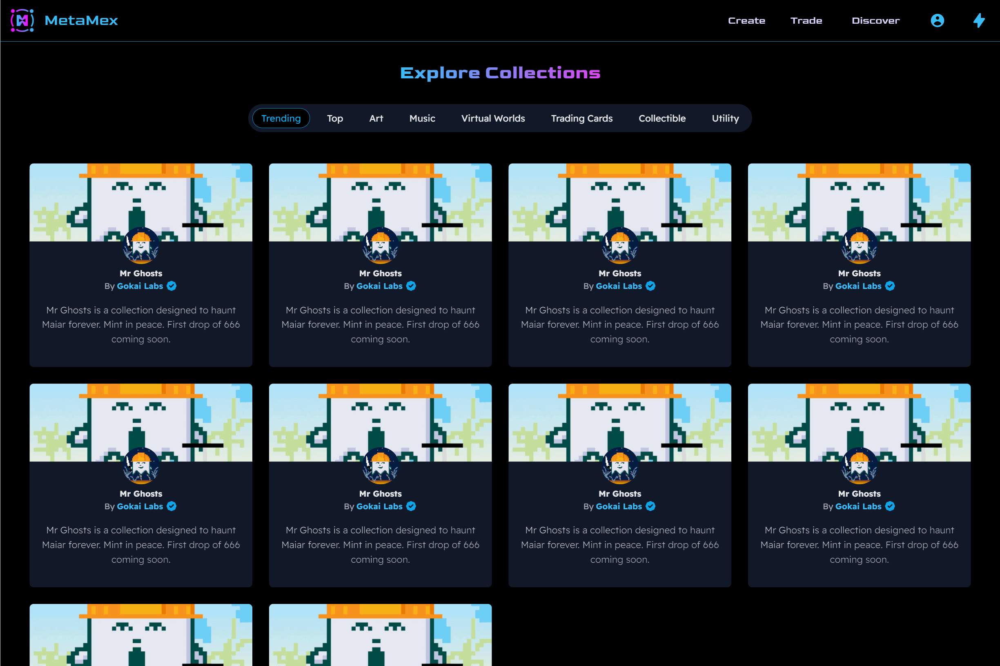 MetaMex
Create Trade Discover
Explore Collections
Trending Top Art Music Virtual Worlds Trading Cards Collectible Utility
Mr Ghosts
By Gokai Labs
Mr Ghosts is a collection designed to haunt
Maiar forever. Mint in peace. First drop of 666
coming soon.
Mr Ghosts
By Gokai Labs
Mr Ghosts is a collection designed to haunt
Maiar forever. Mint in peace. First drop of 666
coming soon.
Mr Ghosts
By Gokai Labs
Mr Ghosts is a collection designed to haunt
Maiar forever. Mint in peace. First drop of 666
coming soon.
Mr Ghosts
By Gokai Labs
Mr Ghosts is a collection designed to haunt
Maiar forever. Mint in peace. First drop of 666
coming soon.
Mr Ghosts
By Gokai Labs
Mr Ghosts is a collection designed to haunt
Maiar forever. Mint in peace. First drop of 666
coming soon.
Mr Ghosts
By Gokai Labs
Mr Ghosts is a collection designed to haunt
Maiar forever. Mint in peace. First drop of 666
coming soon.
Mr Ghosts
By Gokai Labs
Mr Ghosts is a collection designed to haunt
Maiar forever. Mint in peace. First drop of 666
coming soon.
Mr Ghosts
By Gokai Labs
Mr Ghosts is a collection designed to haunt
Maiar forever. Mint in peace. First drop of 666
coming soon.